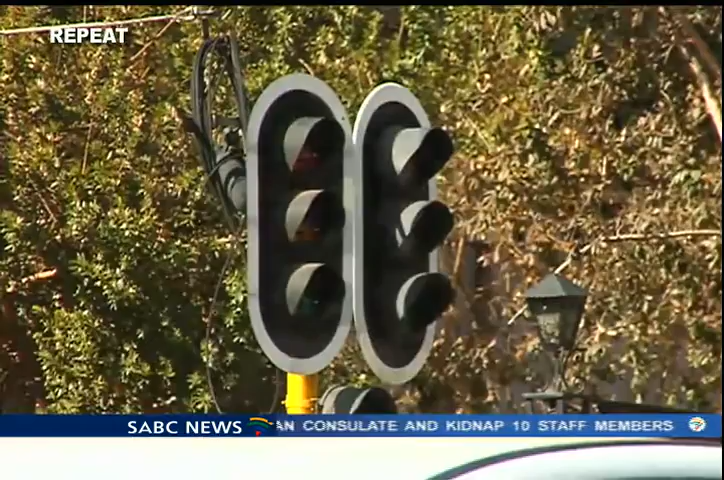 REPEAT
SABC NEWS
AN CONSULATE AND KIDNAP 10 STAFF MEMBERS